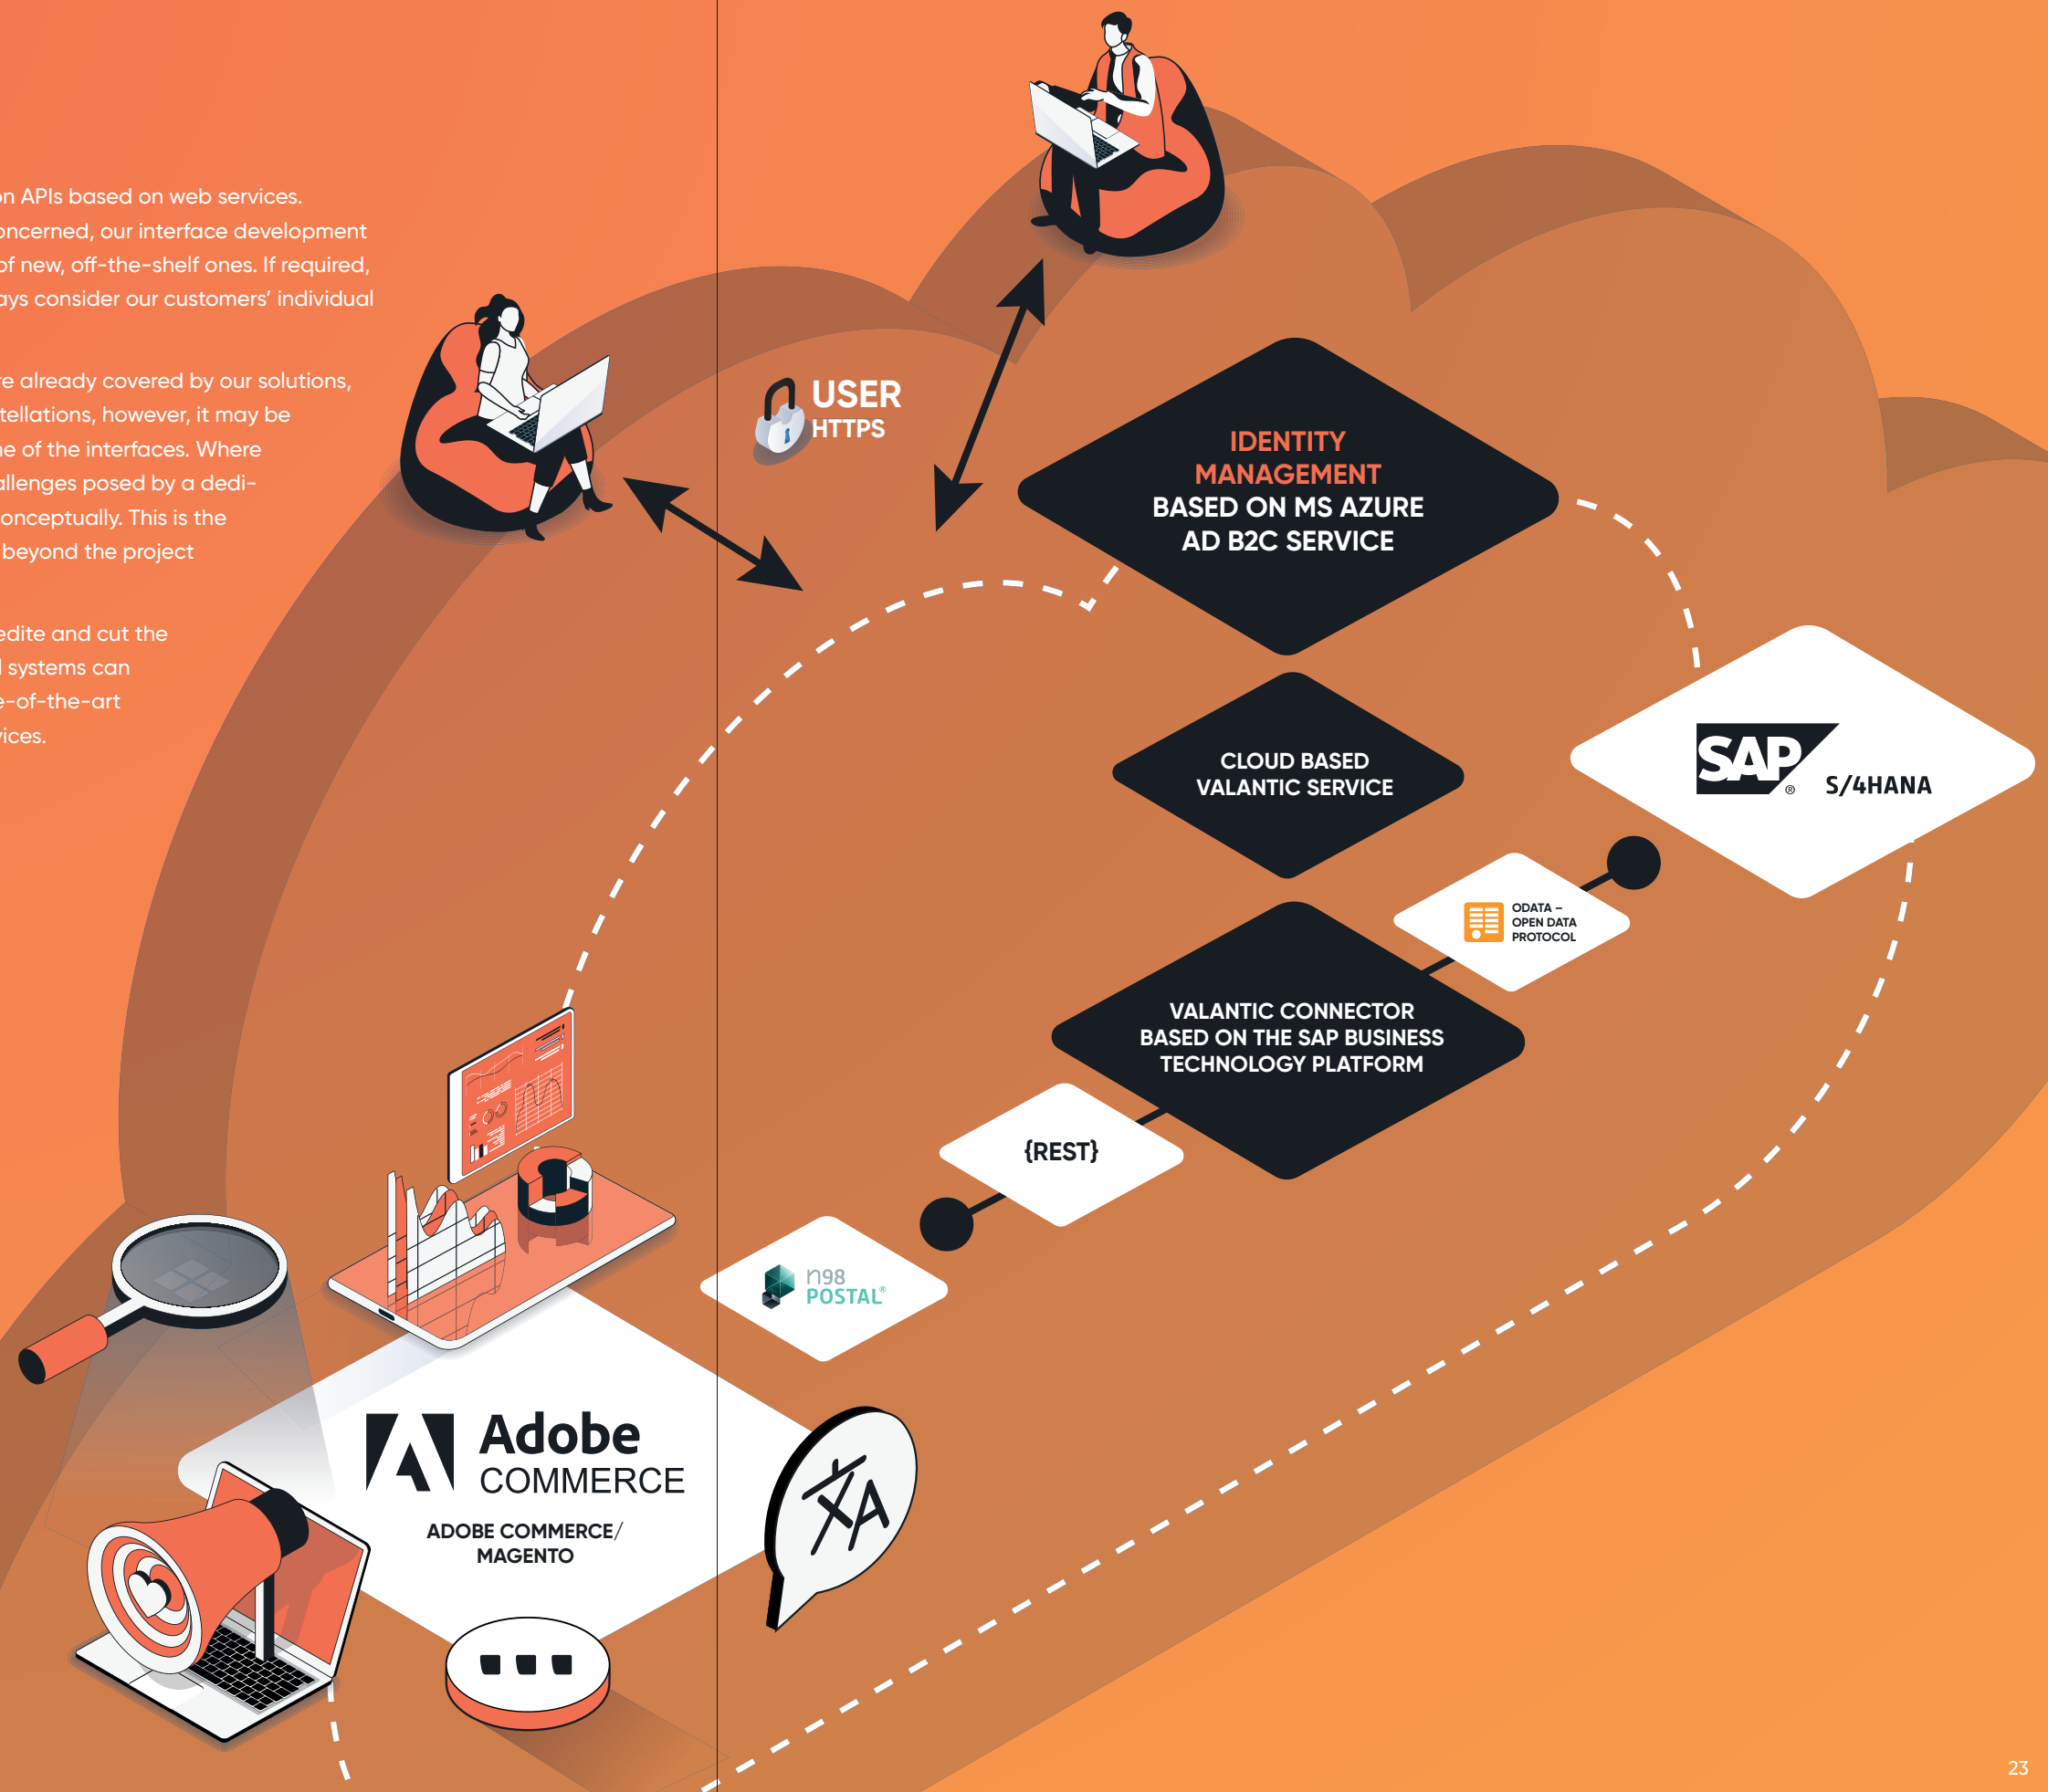 on APIs based on web services.
oncerned, our interface development
of new, off-the-shelf ones. If required,
ays consider our customers’ individual
re already covered by our solutions,
tellations, however, it may be
ne of the interfaces. Where
allenges posed by a dedi-
onceptually. This is the
beyond the project
edite and cut the
systems can
e-of-the-art
vices.
USER
HTTPS
IDENTITY
MANAGEMENT
BASED ON MS AZURE
AD B2C SERVICE
CLOUD BASED
VALANTIC SERVICE
SAP
® S/4HANA
ODATA –
OPEN DATA
PROTOCOL
VALANTIC CONNECTOR
BASED ON THE SAP BUSINESS
TECHNOLOGY PLATFORM
{REST}
n98
POSTAL®
Adobe
COMMERCE
ADOBE COMMERCE/
MAGENTO
23